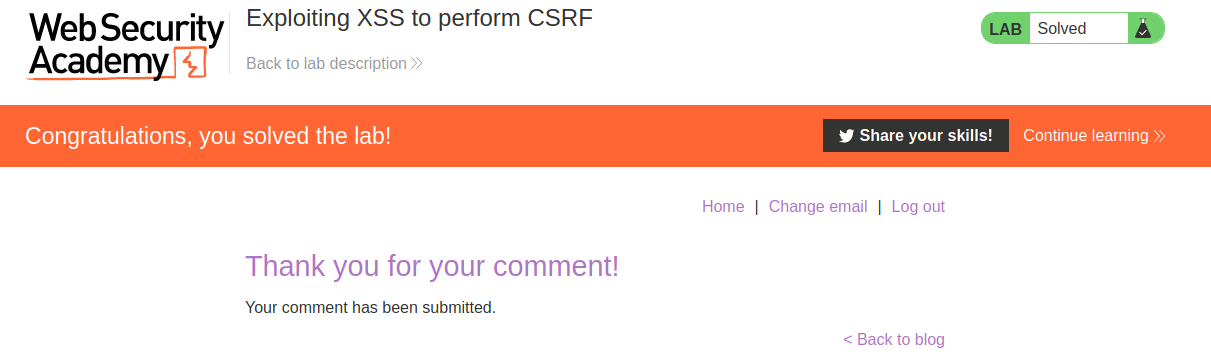 Web Security
Academy
Exploiting XSS to perform CSRF
Back to lab description
LAB Solved
Congratulations, you solved the lab!
Share your skills!
Continue learning
Home | Change email | Log out
Thank you for your comment!
Your comment has been submitted.
< Back to blog